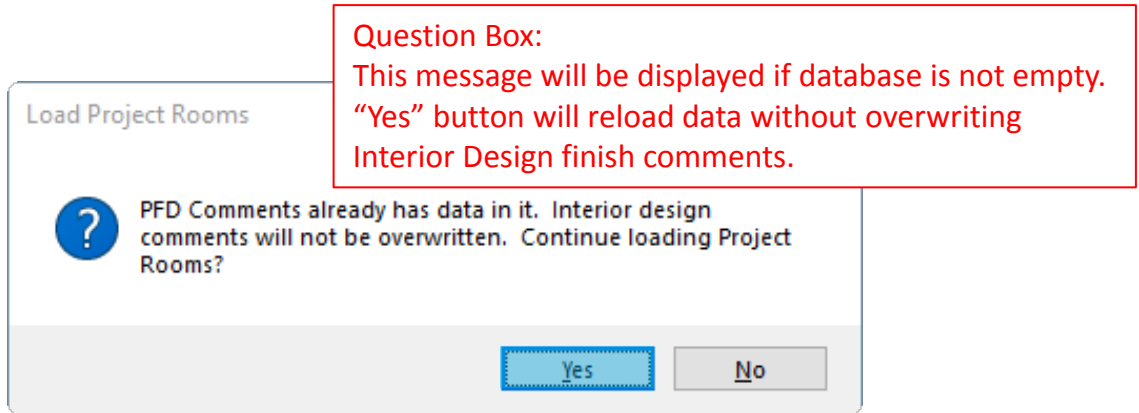 Question Box:
This message will be displayed if database is not empty.
“Yes” button will reload data without overwriting
Interior Design finish comments.
Load Project Rooms
?
PFD Comments already has data in it.  Interior design
comments will not be overwritten.  Continue loading Project
Rooms?
Yes
No